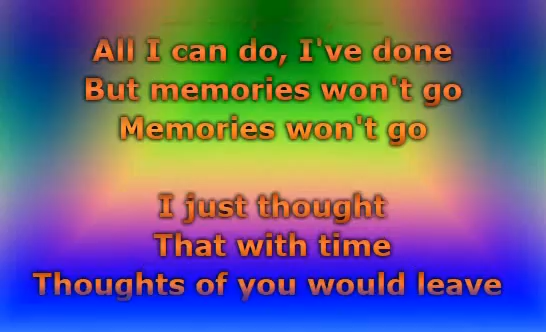 All I can do, I've done
But memories won't go
Memories won't go
I just thought
That with time
Thoughts of you would leave